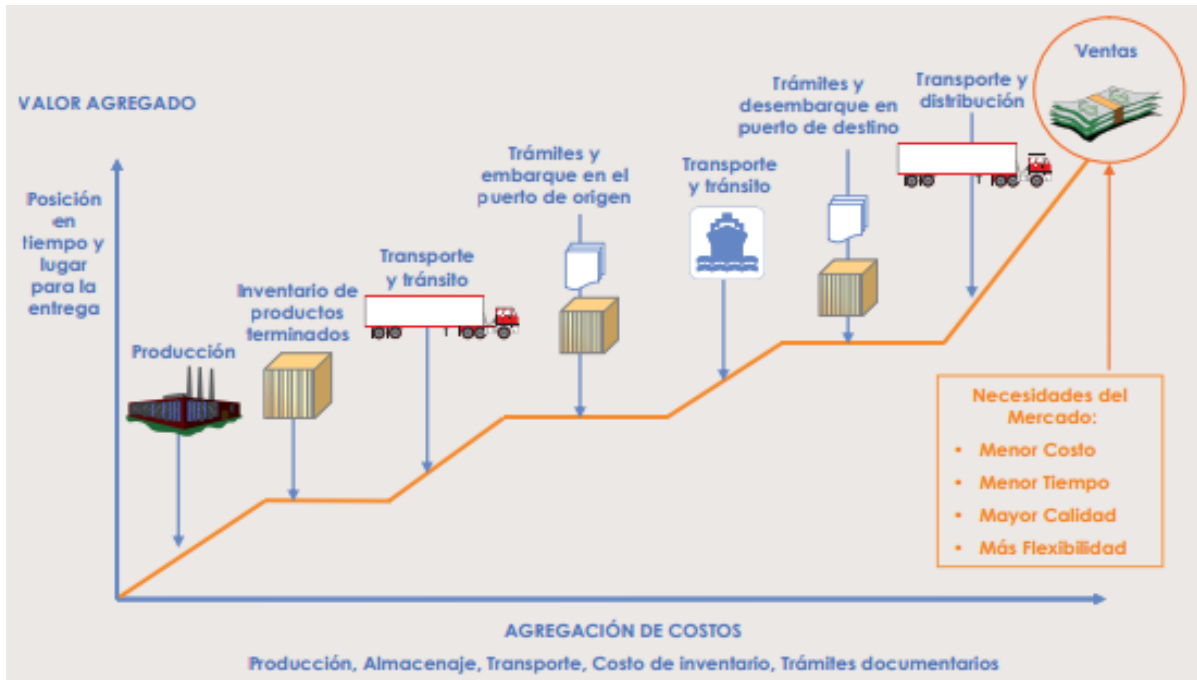 VALOR AGREGADO
Posición
en
tiempo y
lugar
para la
entrega
Producción
Inventario de
productos
terminados
Transporte
y tránsito
Trámites y
embarque en el
puerto de origen
Transporte
y tránsito
Trámites y
desembarque en
puerto de destino
Transporte y
distribución
Ventas
Necesidades del
Mercado:
• Menor Costo
• Menor Tiempo
• Mayor Calidad
• Más Flexibilidad
AGREGACIÓN DE COSTOS
Producción, Almacenaje, Transporte, Costo de inventario, Trámites documentarios